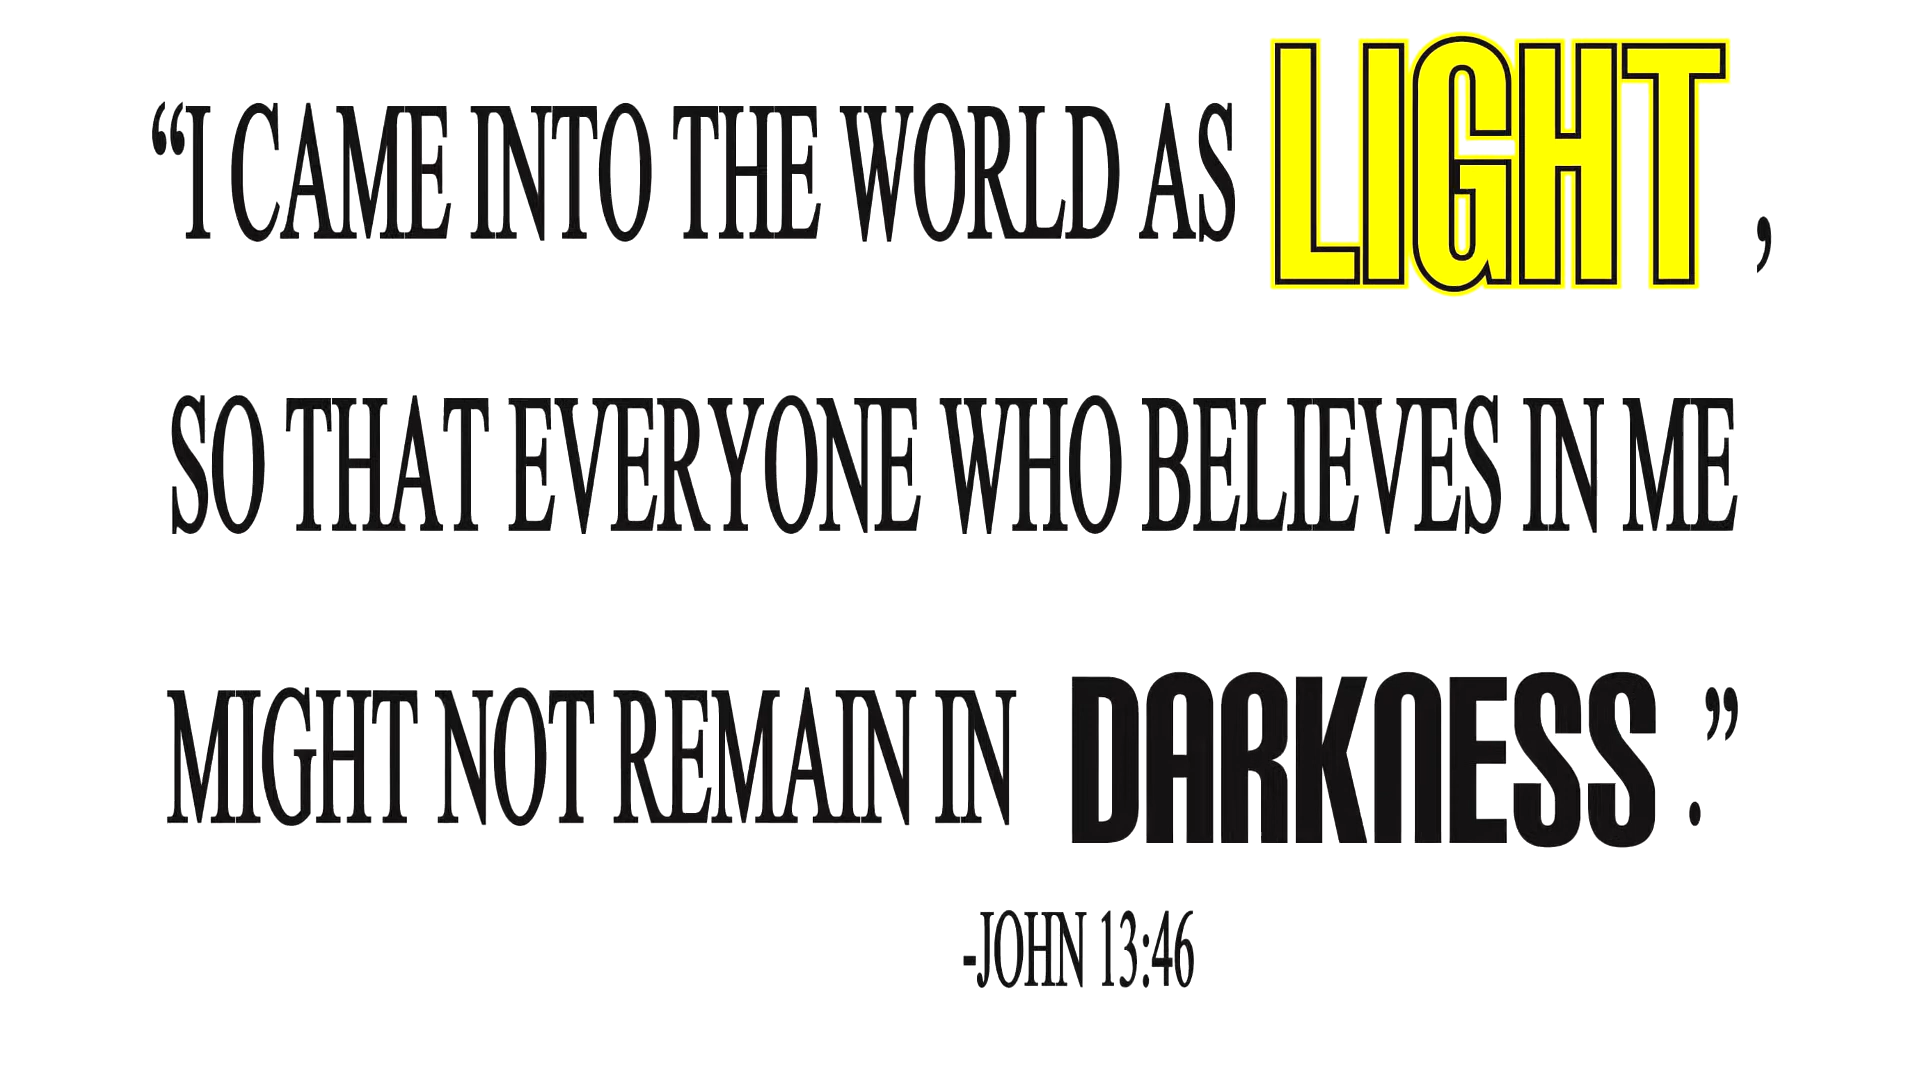 “I CAME INTO THE WORLD AS LIGHT ,
SO THAT EVERYONE WHO BELIEVES IN ME
MIGHT NOT REMAIN IN DARKNESS .”
-JOHN 13:46